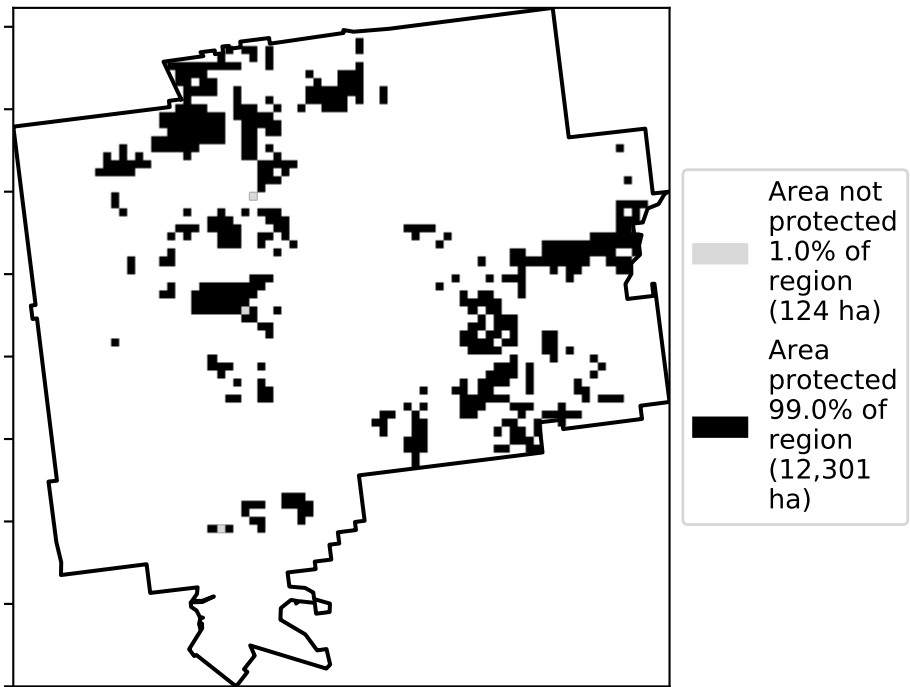 Area not
protected
1.0% of
region
(124 ha)
Area
protected
99.0% of
region
(12,301
ha)